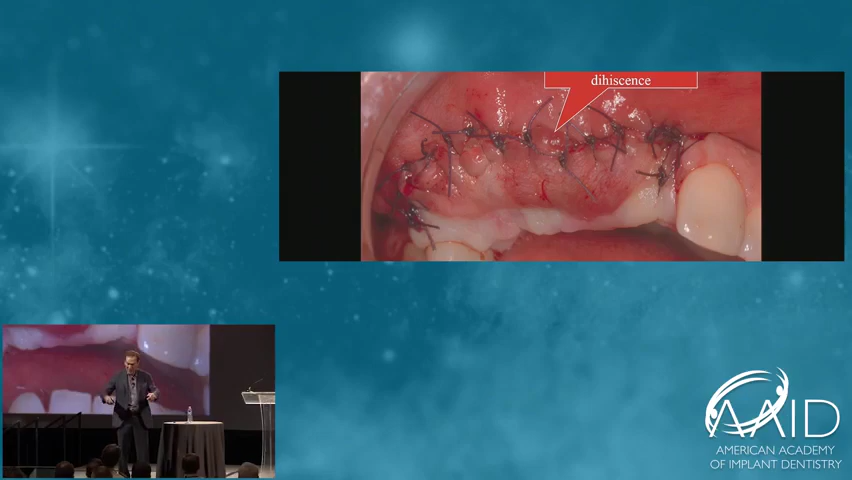 dihiscence
AAID
AMERICAN ACADEMY
OF IMPLANT DENTISTRY